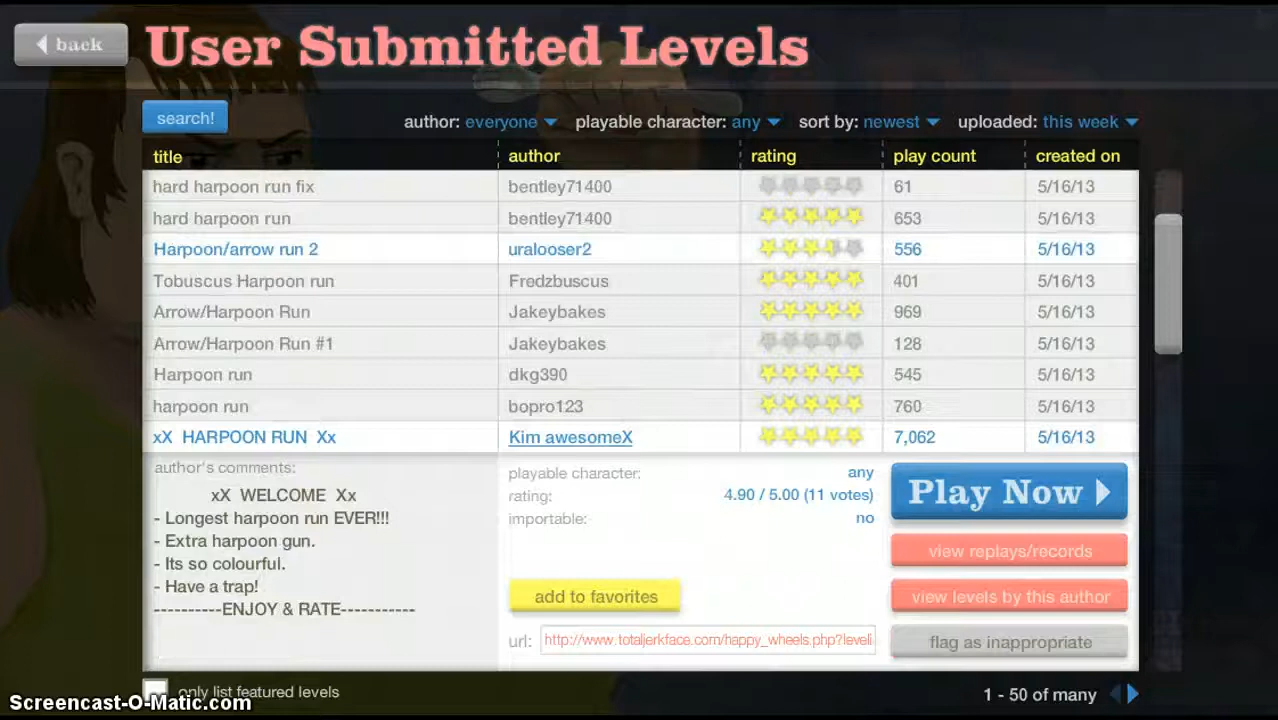 back
User Submitted Levels
search!
author: everyone playable character: any sort by: newest uploaded: this week
title author rating play count created on
hard harpoon run fix bentley71400 61 5/16/13
hard harpoon run bentley71400 653 5/16/13
Harpoon/arrow run 2 uralooser2 556 5/16/13
Tobuscus Harpoon run Fredzbuscus 401 5/16/13
Arrow/Harpoon Run Jakeybakes 969 5/16/13
Arrow/Harpoon Run #1 Jakeybakes 128 5/16/13
Harpoon run dkg390 545 5/16/13
harpoon run bopro123 760 5/16/13
xX HARPOON RUN Xx Kim awesomeX 7,062 5/16/13
author's comments:
xX WELCOME Xx
- Longest harpoon run EVER!!!
- Extra harpoon gun.
- Its so colourful.
- Have a trap!
----------ENJOY & RATE-----------
playable character: any
rating: 4.90 / 5.00 (11 votes)
importable: no
add to favorites
url: http://www.totaljerkface.com/happy_wheels.php?leveli
Play Now
view replays/records
view levels by this author
flag as inappropriate
only list featured levels
1 - 50 of many
Screencast-O-Matic.com